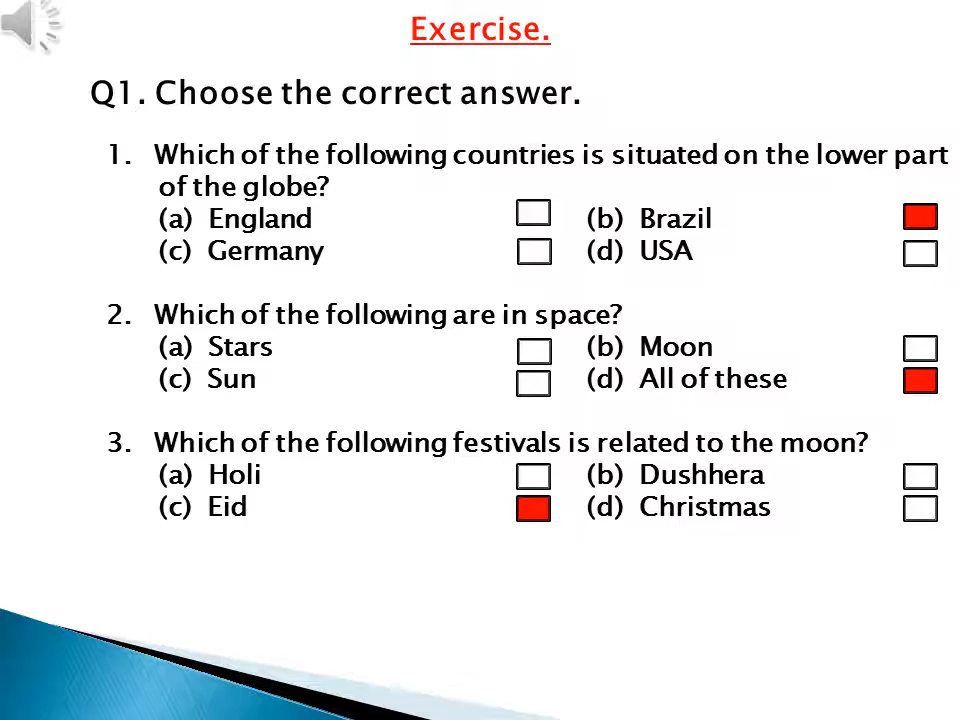 Exercise.
Q1. Choose the correct answer.
1. Which of the following countries is situated on the lower part
of the globe?
(a) England (b) Brazil
(c) Germany (d) USA
2. Which of the following are in space?
(a) Stars (b) Moon
(c) Sun (d) All of these
3. Which of the following festivals is related to the moon?
(a) Holi (b) Dushhera
(c) Eid (d) Christmas